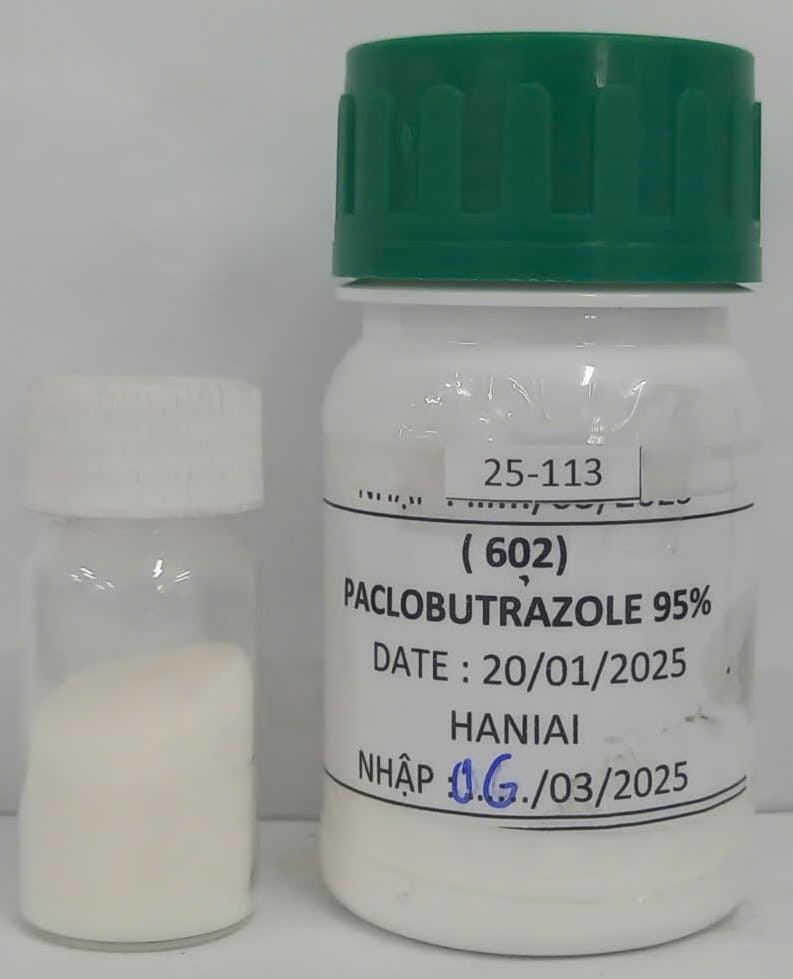 25-113
( 602)
PACLOBUTRAZOLE 95%
DATE : 20/01/2025
HANIAI
NHẬP :06/03/2025